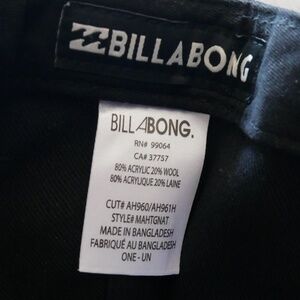 BILLABONG
BILLABONG.
RN# 99064
CA# 37757
80% ACRYLIC 20% WOOL
80% ACRYLIQUE 20% LAINE
CUT# AH960/AH961H
STYLE# MAHTGNAT
MADE IN BANGLADESH
FABRIQUÉ AU BANGLADESH
ONE - UN